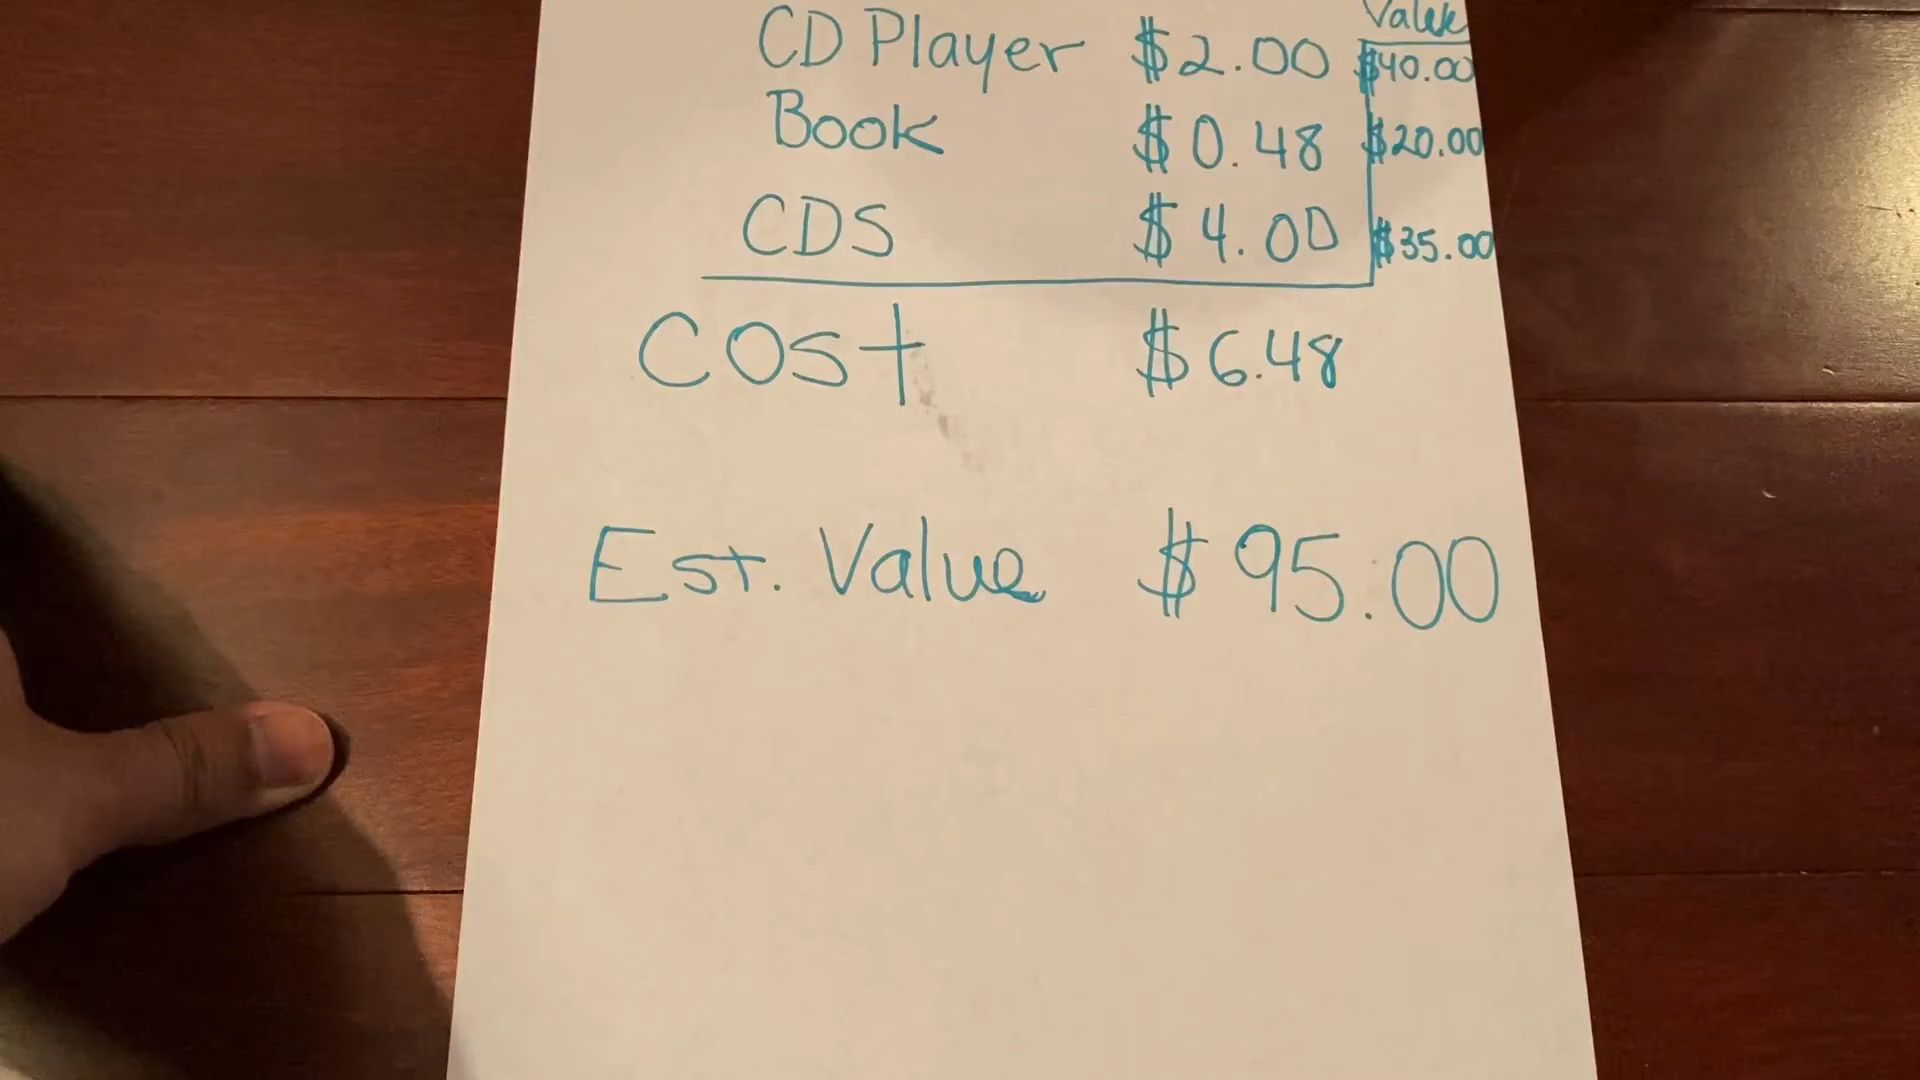 Value
CD Player $2.00 $40.00
Book $0.48 $20.00
CDS $4.00 $35.00
Cost $6.48
Est. Value $95.00